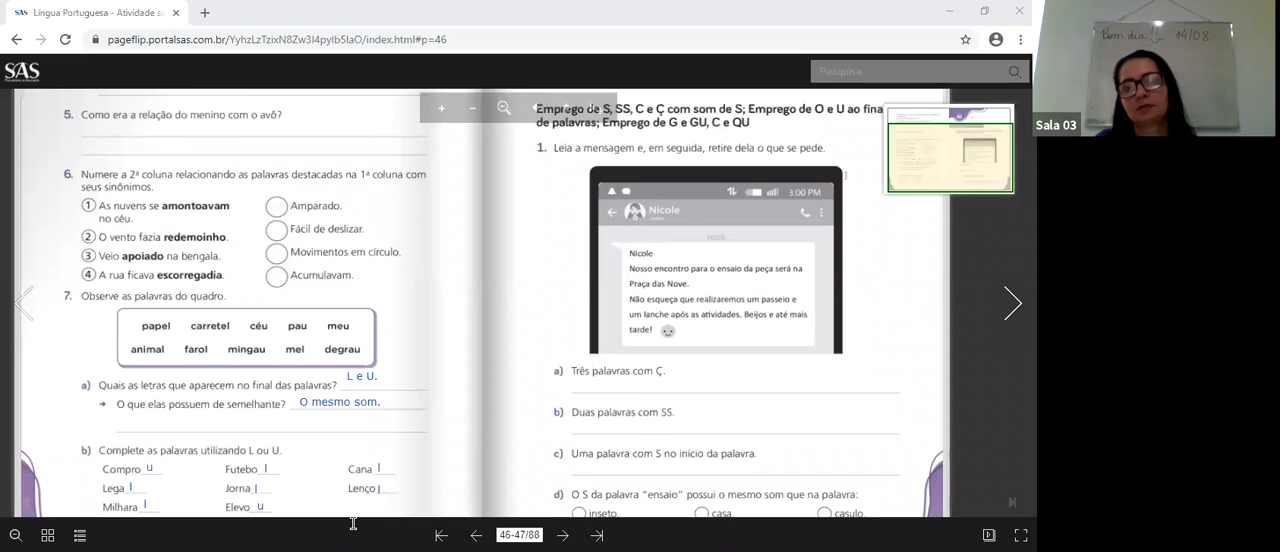 SAS Língua Portuguesa - Atividade su
pageflip.portalsas.com.br/YyhzLzTzixN8Zw3I4pyIb5IaO/index.html#p=46
SAS
Pesquisa
5. Como era a relação do menino com o avô?
6. Numere a 2ª coluna relacionando as palavras destacadas na 1ª coluna com
seus sinônimos.
1 As nuvens se amontoavam
no céu.
2 O vento fazia redemoinho.
3 Veio apoiado na bengala.
4 A rua ficava escorregadia.
Amparado.
Fácil de deslizar.
Movimentos em círculo.
Acumulavam.
7. Observe as palavras do quadro.
papel carretel céu pau meu
animal farol mingau mel degrau
a) Quais as letras que aparecem no final das palavras? L e U.
➜ O que elas possuem de semelhante? O mesmo som.
b) Complete as palavras utilizando L ou U.
Compro u Futebo l Cana l
Lega l Jorna l Lenço l
Milhara l Elevo u
Emprego de S, SS, C e Ç com som de S; Emprego de O e U ao fina
de palavras; Emprego de G e GU, C e QU
1. Leia a mensagem e, em seguida, retire dela o que se pede.
3:00 PM
Nicole
online
HOJE
Nicole
Nosso encontro para o ensaio da peça será na
Praça das Nove.
Não esqueça que realizaremos um passeio e
um lanche após as atividades. Beijos e até mais
tarde!
a) Três palavras com Ç.
b) Duas palavras com SS.
c) Uma palavra com S no início da palavra.
d) O S da palavra "ensaio" possui o mesmo som que na palavra:
inseto. casa. casulo.
46-47/88
Bom dia!! 14/08
Sala 03